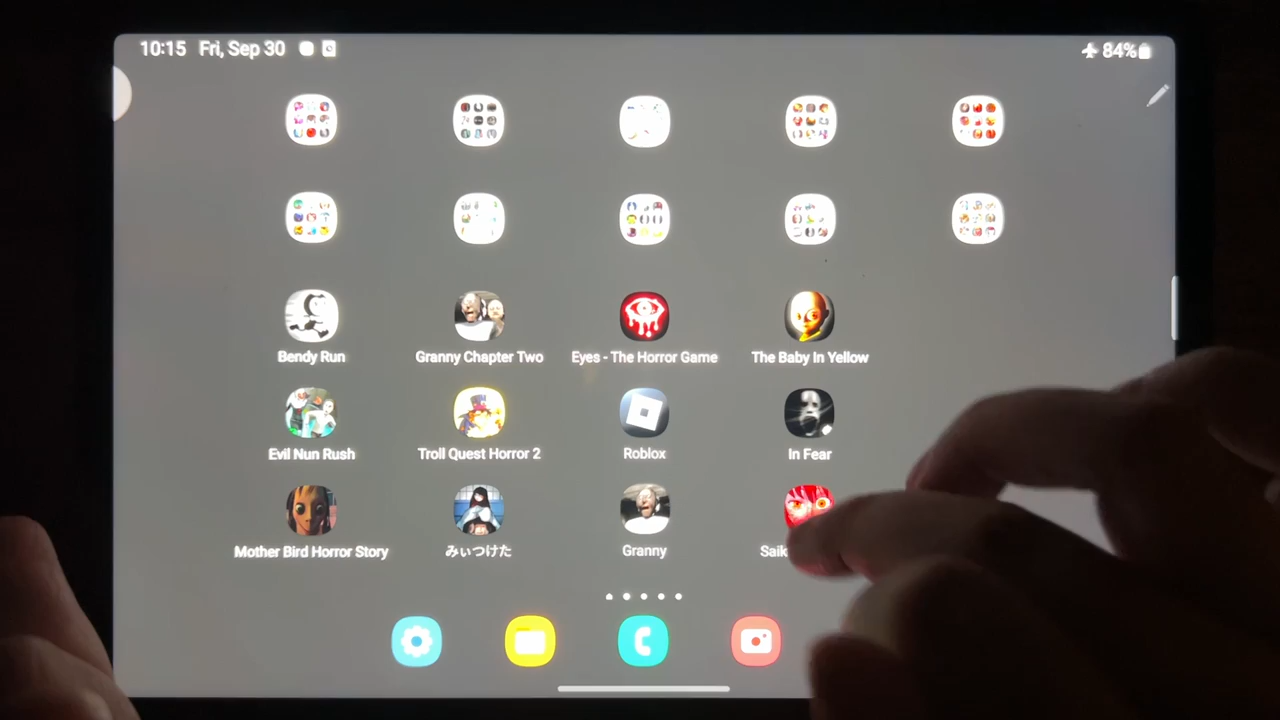 10:15 Fri, Sep 30
84%
Bendy Run
Granny Chapter Two
Eyes - The Horror Game
The Baby In Yellow
Evil Nun Rush
Troll Quest Horror 2
Roblox
In Fear
Mother Bird Horror Story
みぃつけた
Granny